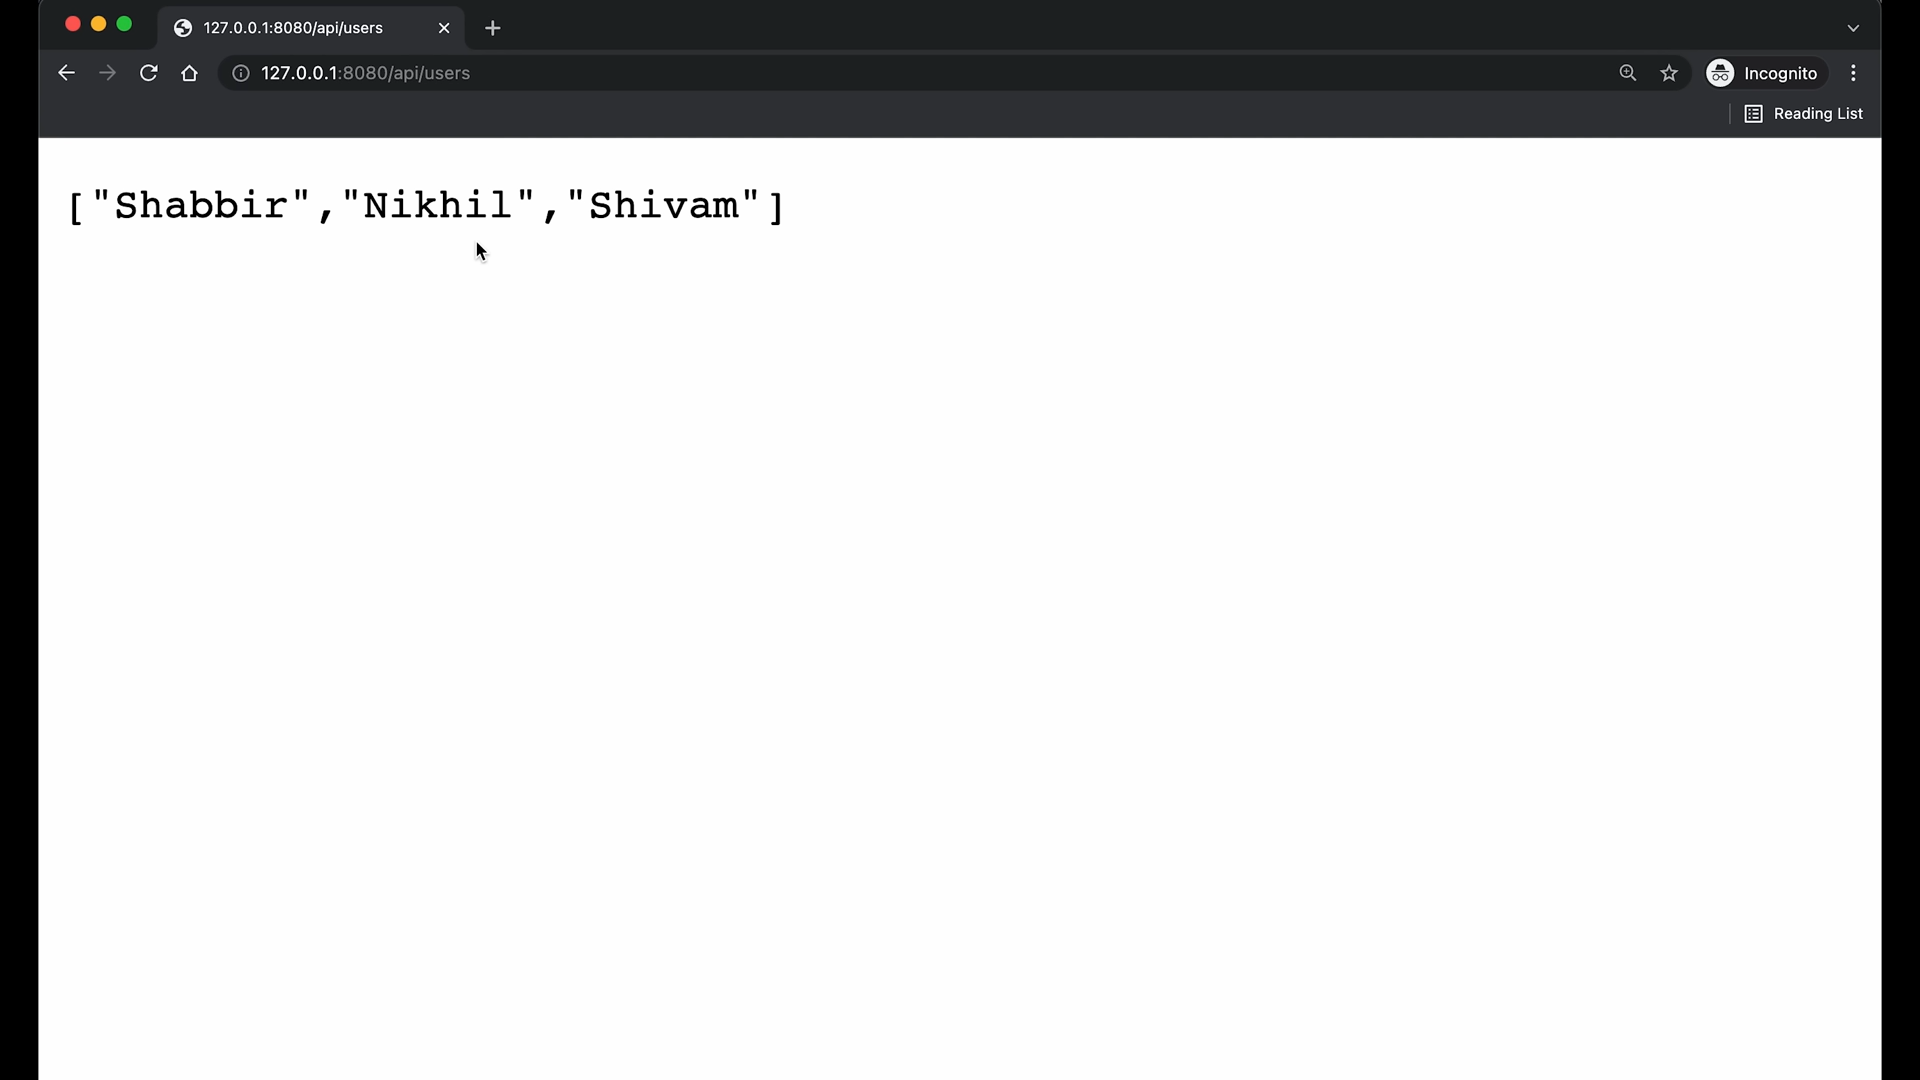 127.0.0.1:8080/api/users
127.0.0.1:8080/api/users
Incognito
Reading List
["Shabbir","Nikhil","Shivam"]